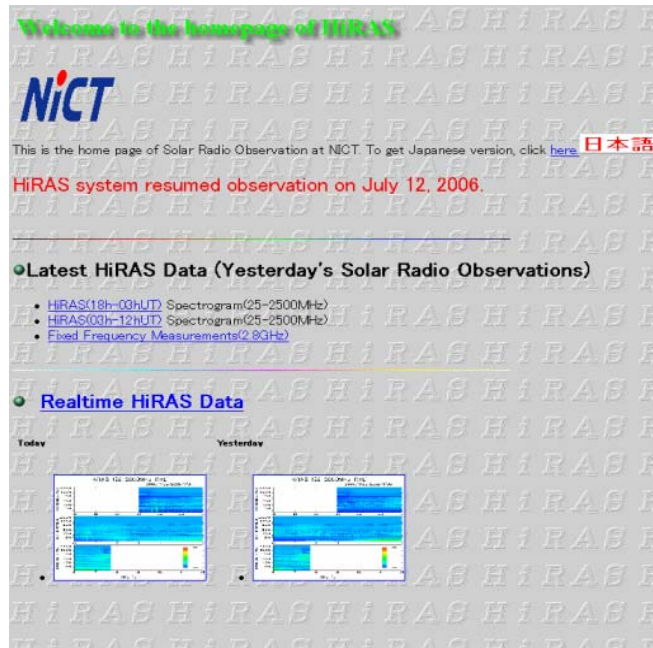 Welcome to the homepage of HiRAS
NiCT
This is the home page of Solar Radio Observation at NICT. To get Japanese version, click here 日本語
HiRAS system resumed observation on July 12, 2006.
Latest HiRAS Data (Yesterday's Solar Radio Observations)
HiRAS(18h-03hUT) Spectrogram(25-2500MHz)
HiRAS(03h-12hUT) Spectrogram(25-2500MHz)
Fixed Frequency Measurements(2.8GHz)
Realtime HiRAS Data
Today Yesterday